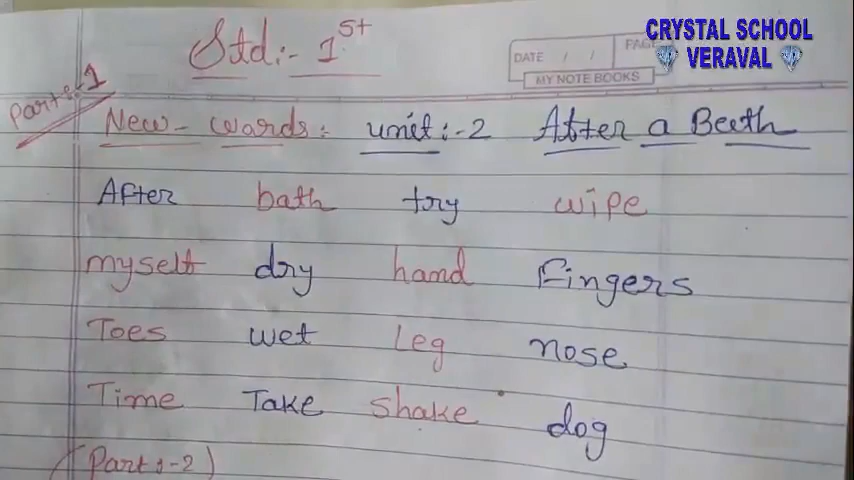 CRYSTAL SCHOOL
VERAVAL
Std:- 1st
DATE / / PAGE
MY NOTE BOOKS
Part:-1
New - words: unit:-2 After a Beeth
After bath try wipe
myself dry hand Fingers
Toes wet Leg nose
Time Take shake dog
(Part:-2)